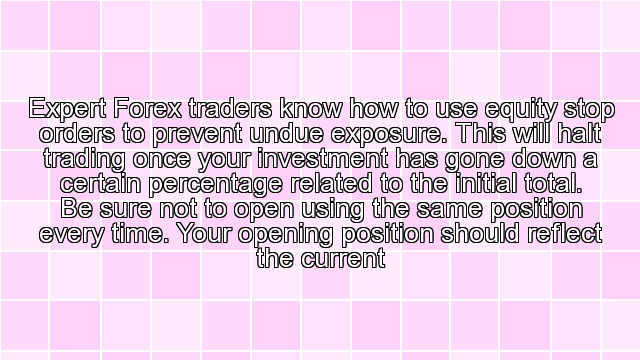 Expert Forex traders know how to use equity stop
orders to prevent undue exposure. This will halt
trading once your investment has gone down a
certain percentage related to the initial total.
Be sure not to open using the same position
every time. Your opening position should reflect
the current